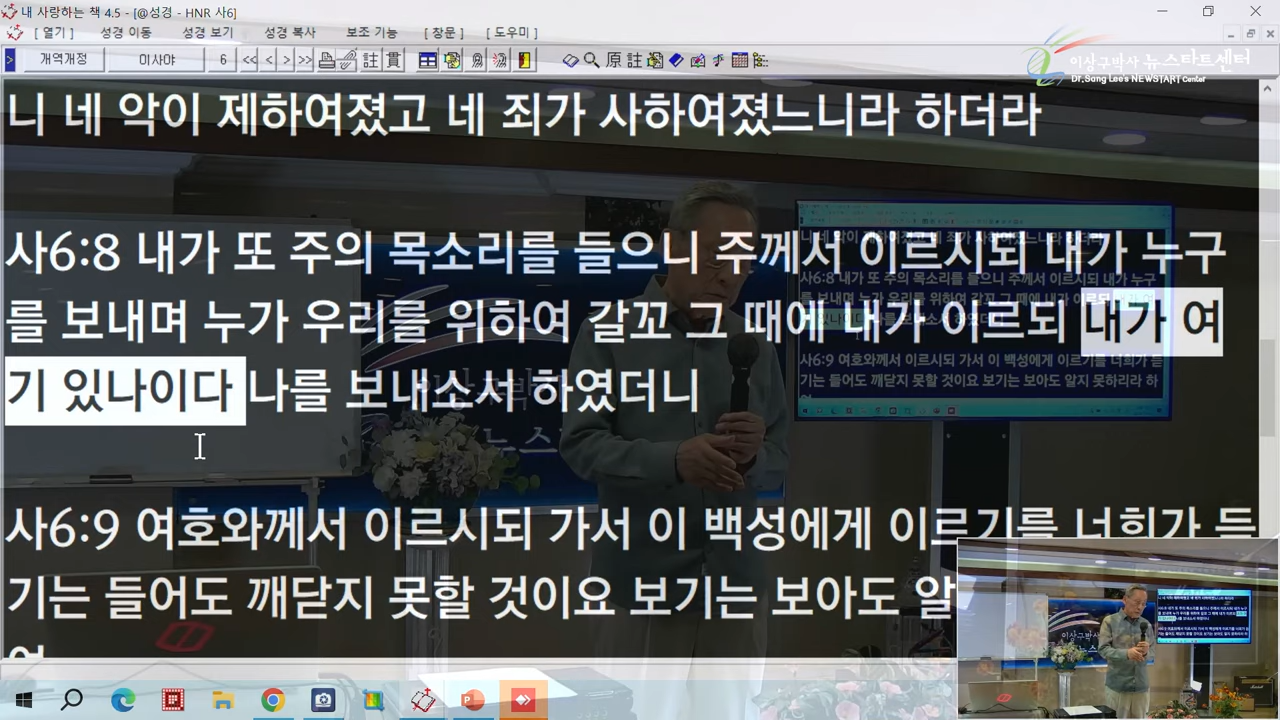 내 사랑하는 책 4.5 - [@성경 - HNR 사6]
[ 열기 ] 성경 이동 성경 보기 성경 복사 보조 기능 [ 창문 ] [ 도우미 ]
개역개정 이사야 6 << < > >> 註 貫 原 註
이상구박사 뉴스타트센터
Dr.Sang Lee's NEWSTART Center
니 네 악이 제하여졌고 네 죄가 사하여졌느니라 하더라
사6:8 내가 또 주의 목소리를 들으니 주께서 이르시되 내가 누구
를 보내며 누가 우리를 위하여 갈꼬 그 때에 내가 이르되 내가 여
기 있나이다 나를 보내소서 하였더니
사6:9 여호와께서 이르시되 가서 이 백성에게 이르기를 너희가 듣
기는 들어도 깨닫지 못할 것이요 보기는 보아도 알